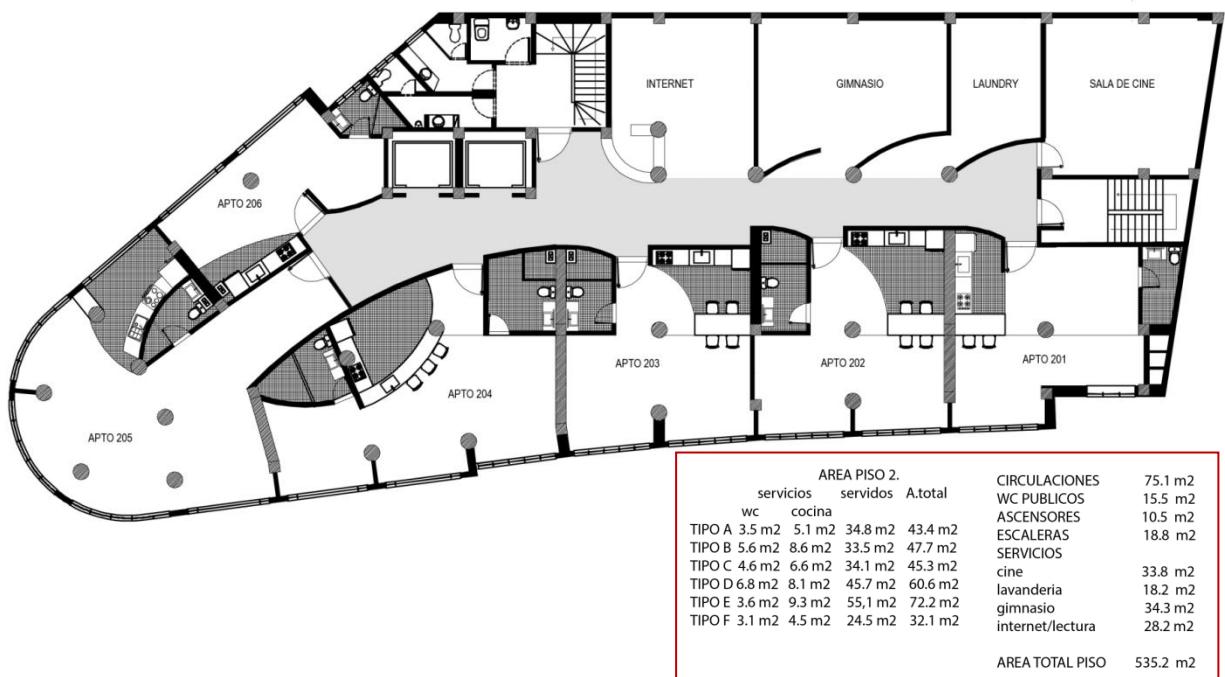 INTERNET
GIMNASIO
LAUNDRY
SALA DE CINE
APTO 206
APTO 205
APTO 204
APTO 203
APTO 202
APTO 201
AREA PISO 2.
servicios servidos A.total
wc cocina
TIPO A 3.5 m2 5.1 m2 34.8 m2 43.4 m2
TIPO B 5.6 m2 8.6 m2 33.5 m2 47.7 m2
TIPO C 4.6 m2 6.6 m2 34.1 m2 45.3 m2
TIPO D 6.8 m2 8.1 m2 45.7 m2 60.6 m2
TIPO E 3.6 m2 9.3 m2 55,1 m2 72.2 m2
TIPO F 3.1 m2 4.5 m2 24.5 m2 32.1 m2
CIRCULACIONES 75.1 m2
WC PUBLICOS 15.5 m2
ASCENSORES 10.5 m2
ESCALERAS 18.8 m2
SERVICIOS
cine 33.8 m2
lavanderia 18.2 m2
gimnasio 34.3 m2
internet/lectura 28.2 m2
AREA TOTAL PISO 535.2 m2